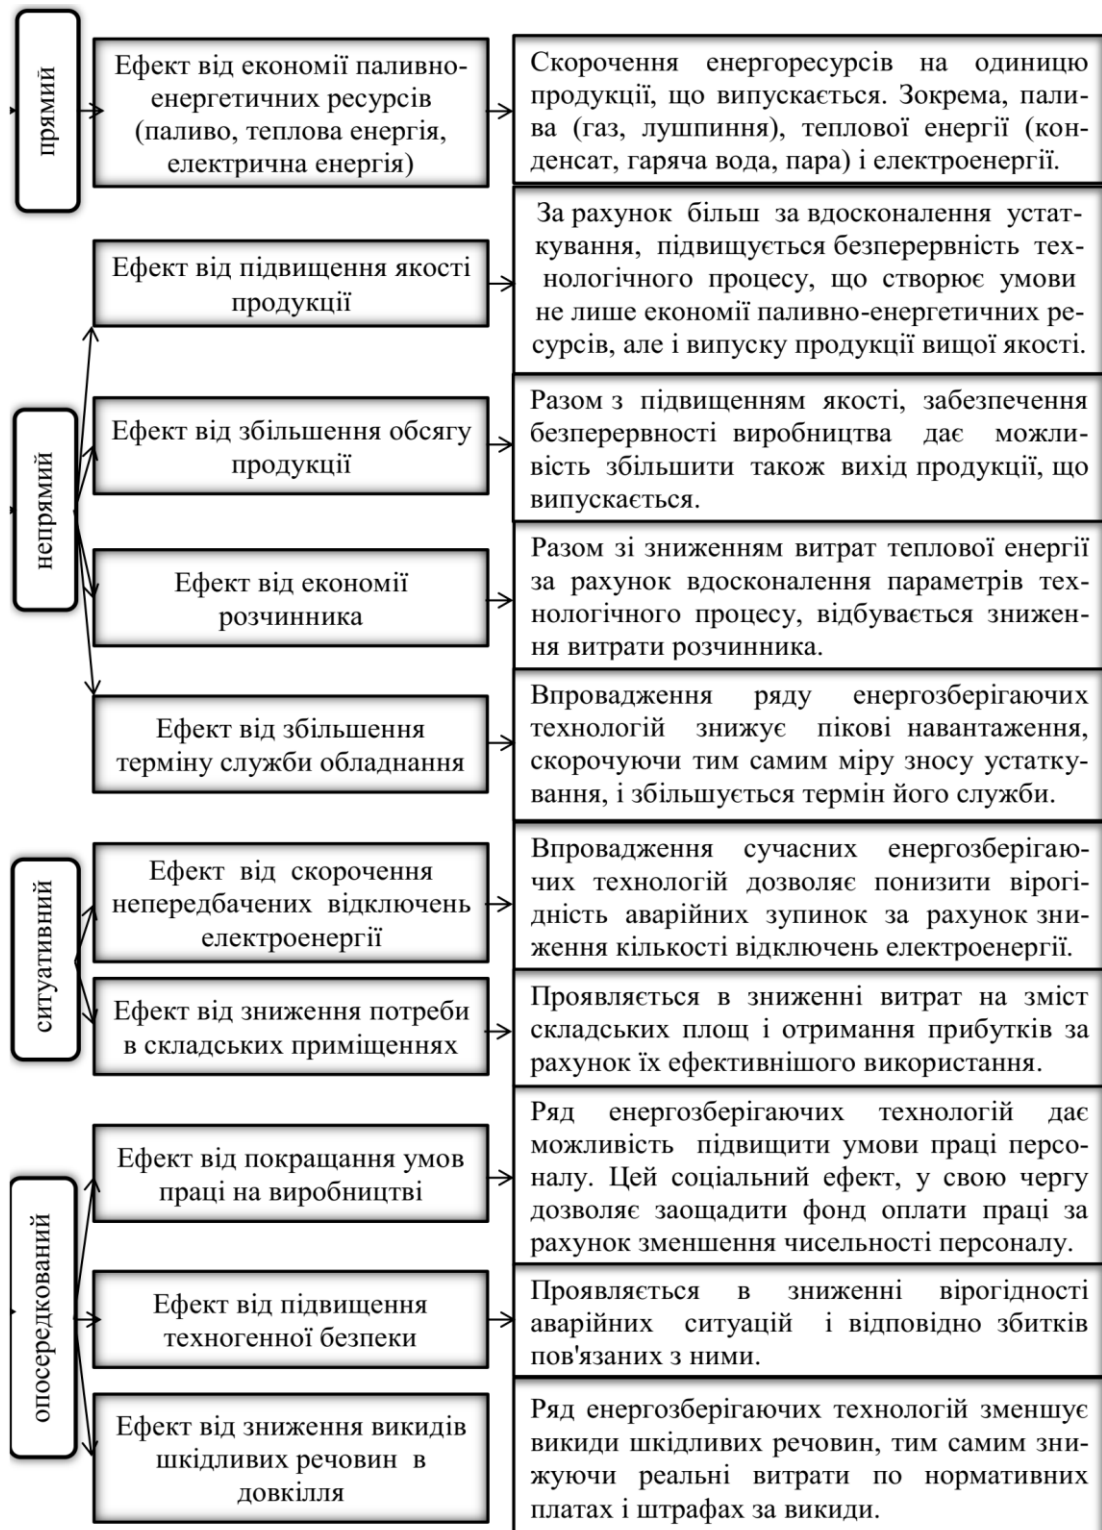 прямий
Ефект від економії паливно-
енергетичних ресурсів
(паливо, теплова енергія,
електрична енергія)
Скорочення енергоресурсів на одиницю
продукції, що випускається. Зокрема, пали-
ва (газ, лушпиння), теплової енергії (кон-
денсат, гаряча вода, пара) і електроенергії.
непрямий
Ефект від підвищення якості
продукції
За рахунок більш за вдосконалення устат-
кування, підвищується безперервність тех-
нологічного процесу, що створює умови
не лише економії паливно-енергетичних ре-
сурсів, але і випуску продукції вищої якості.
Ефект від збільшення обсягу
продукції
Разом з підвищенням якості, забезпечення
безперервності виробництва дає можли-
вість збільшити також вихід продукції, що
випускається.
Ефект від економії
розчинника
Разом зі зниженням витрат теплової енергії
за рахунок вдосконалення параметрів тех-
нологічного процесу, відбувається знижен-
ня витрати розчинника.
Ефект від збільшення
терміну служби обладнання
Впровадження ряду енергозберігаючих
технологій знижує пікові навантаження,
скорочуючи тим самим міру зносу устатку-
вання, і збільшується термін його служби.
ситуативний
Ефект від скорочення
непередбачених відключень
електроенергії
Впровадження сучасних енергозберігаю-
чих технологій дозволяє понизити вірогі-
дність аварійних зупинок за рахунок зни-
ження кількості відключень електроенергії.
Ефект від зниження потреби
в складських приміщеннях
Проявляється в зниженні витрат на зміст
складських площ і отримання прибутків за
рахунок їх ефективнішого використання.
опосередкований
Ефект від покращання умов
праці на виробництві
Ряд енергозберігаючих технологій дає
можливість підвищити умови праці персо-
налу. Цей соціальний ефект, у свою чергу
дозволяє заощадити фонд оплати праці за
рахунок зменшення чисельності персоналу.
Ефект від підвищення
техногенної безпеки
Проявляється в зниженні вірогідності
аварійних ситуацій і відповідно збитків
пов'язаних з ними.
Ефект від зниження викидів
шкідливих речовин в
довкілля
Ряд енергозберігаючих технологій зменшує
викиди шкідливих речовин, тим самим зни-
жуючи реальні витрати по нормативних
платах і штрафах за викиди.